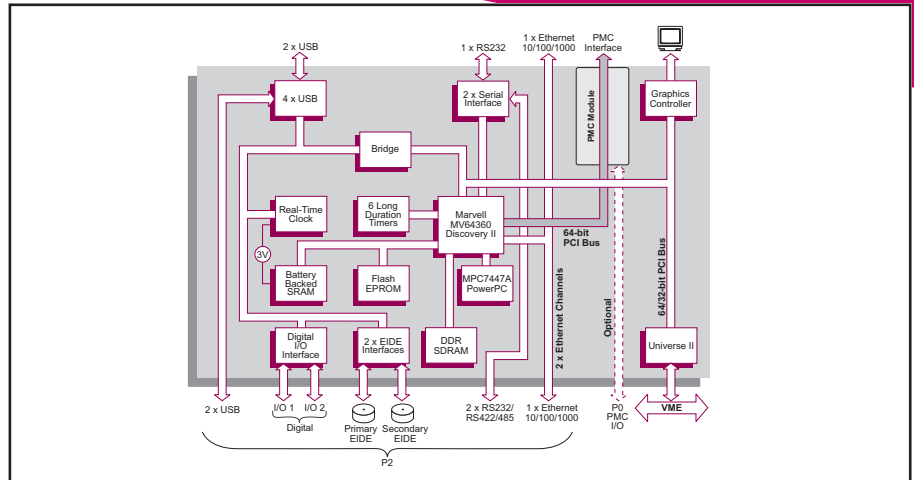 2 x USB
1 x RS232
1 x Ethernet
10/100/1000
PMC
Interface
4 x USB
2 x Serial
Interface
PMC Module
Graphics
Controller
Bridge
Real-Time
Clock
6 Long
Duration
Timers
Marvell
MV64360
Discovery II
64-bit
PCI Bus
3V
Battery
Backed
SRAM
Flash
EPROM
MPC7447A
PowerPC
2 x Ethernet Channels
Optional
64/32-bit PCI Bus
Digital
I/O
Interface
2 x EIDE
Interfaces
DDR
SDRAM
Universe II
2 x USB
I/O 1
I/O 2
Digital
Primary
EIDE
Secondary
EIDE
2 x RS232/
RS422/485
1 x Ethernet
10/100/1000
P0
PMC
I/O
VME
P2